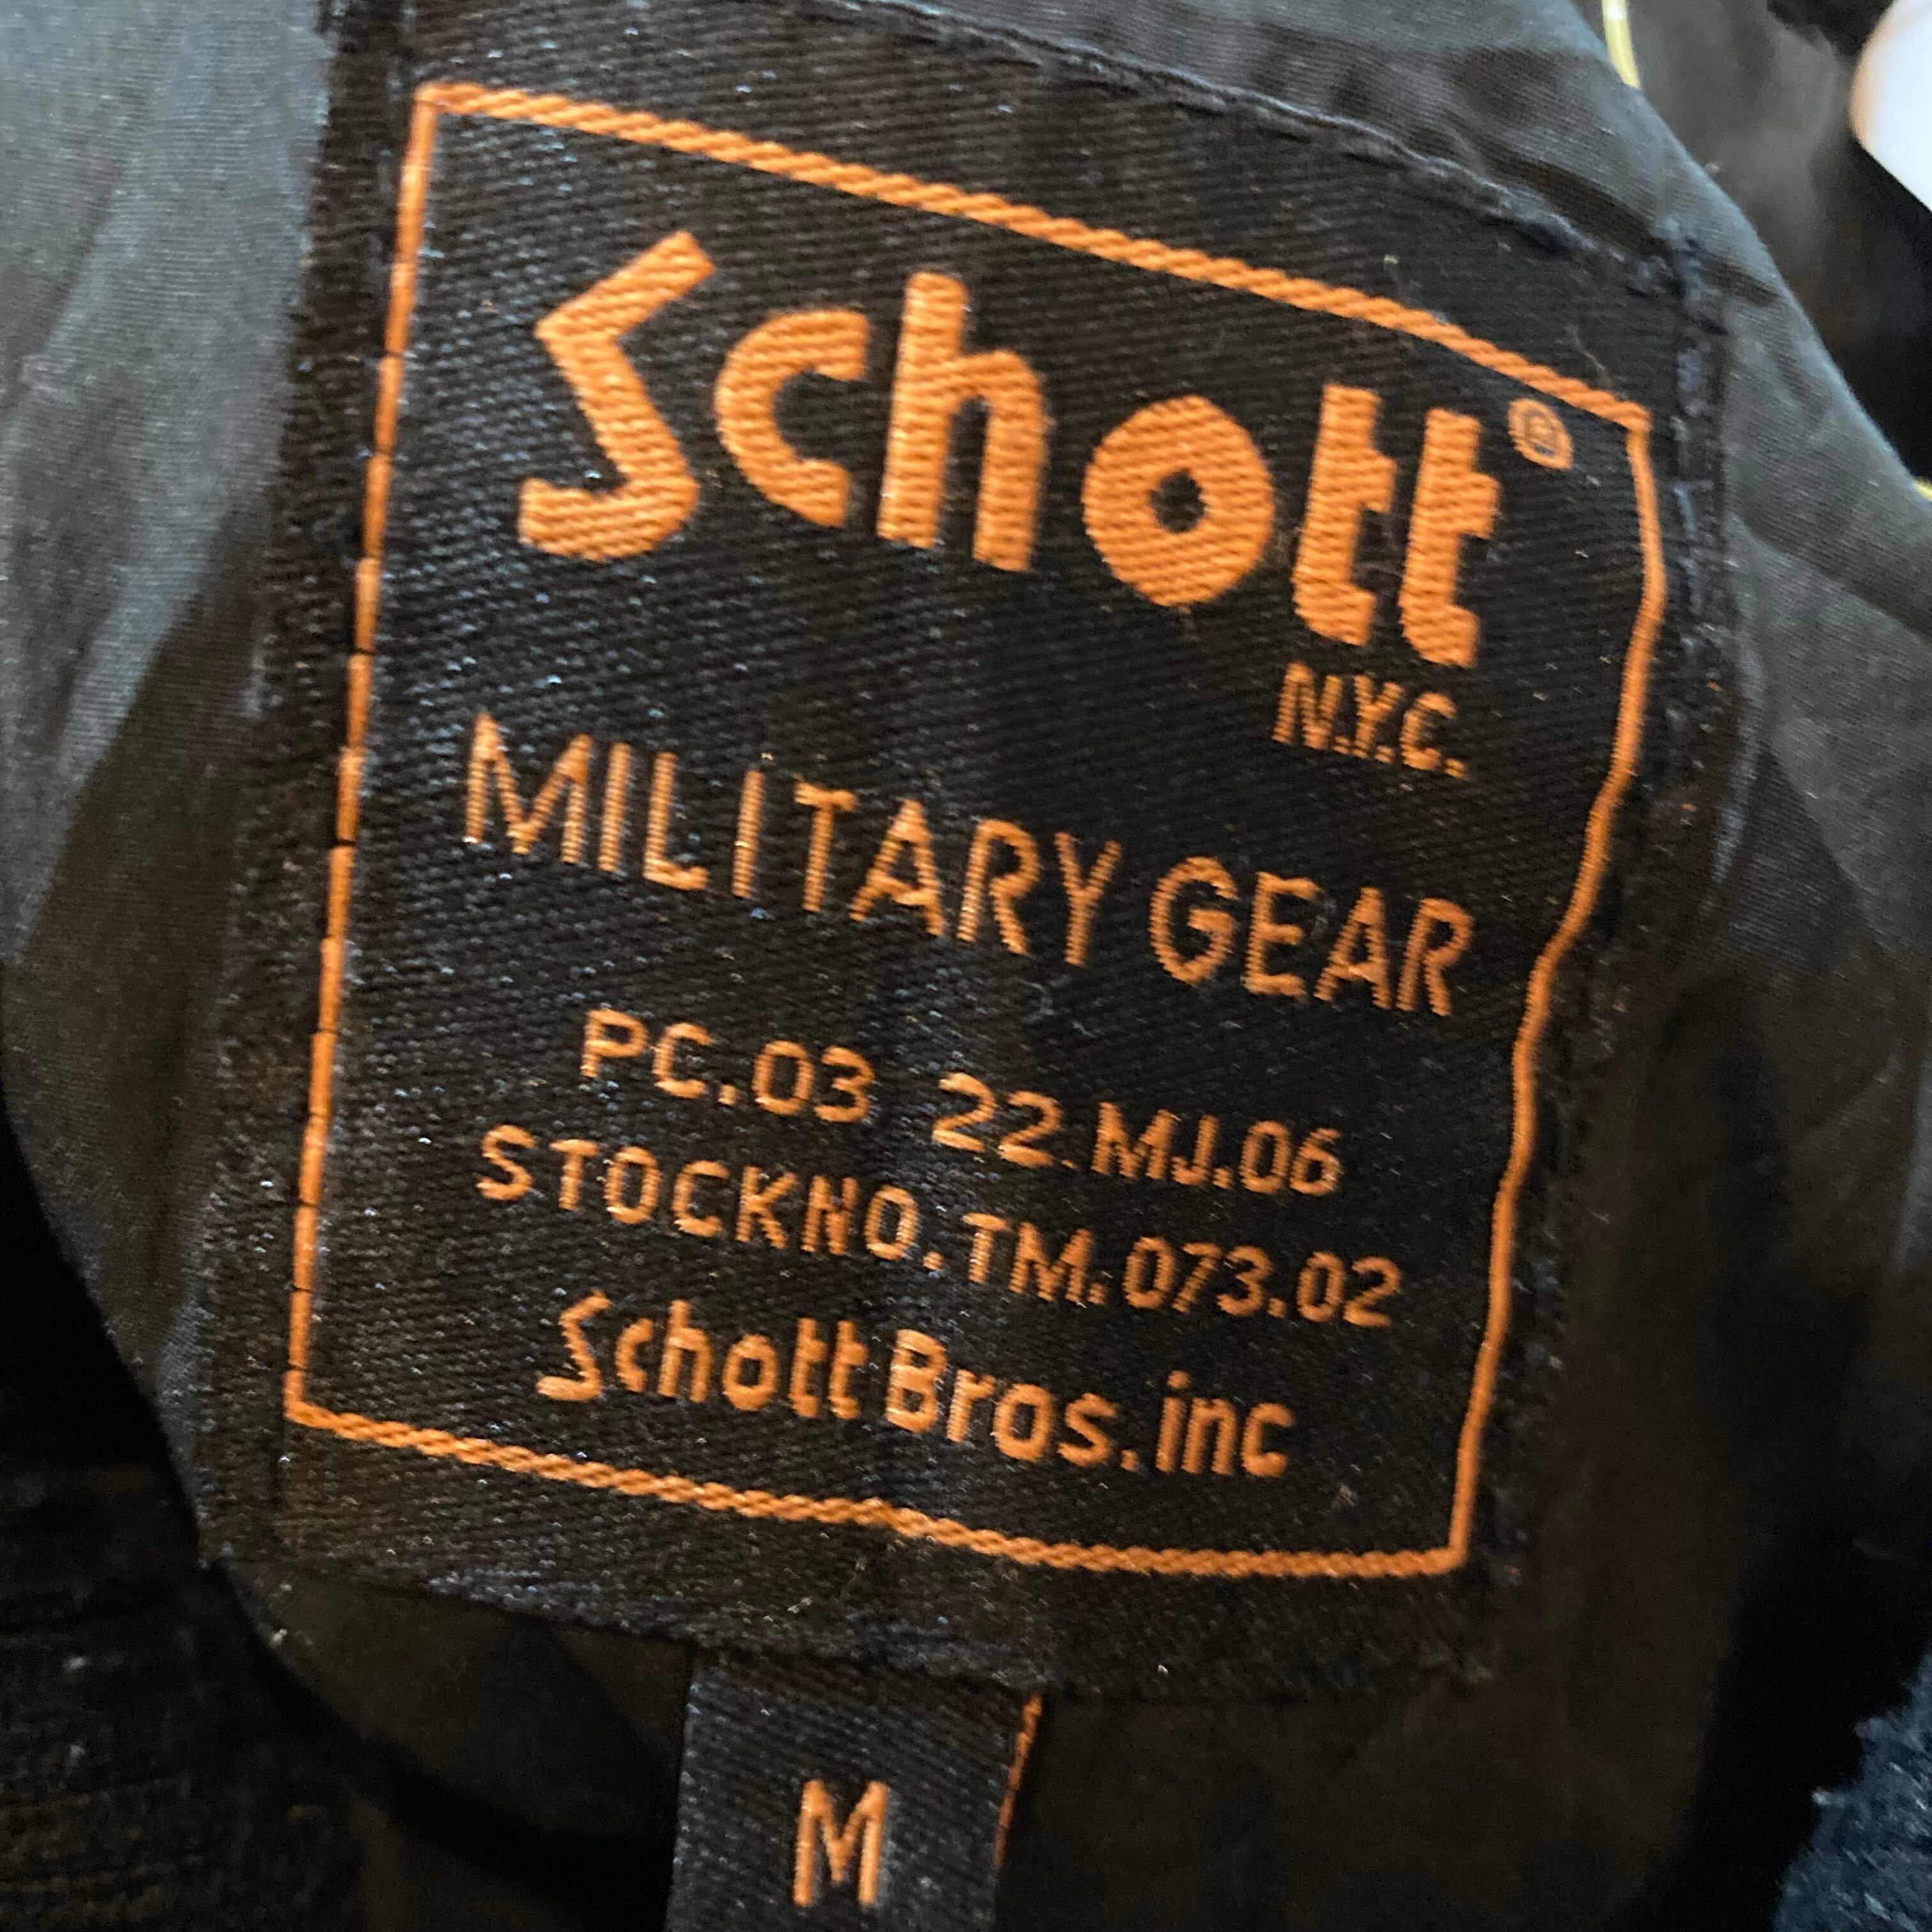 Schott®
N.Y.C.
MILITARY GEAR
PC.03 22.MJ.06
STOCKNO.TM.073.02
Schott Bros.inc
M